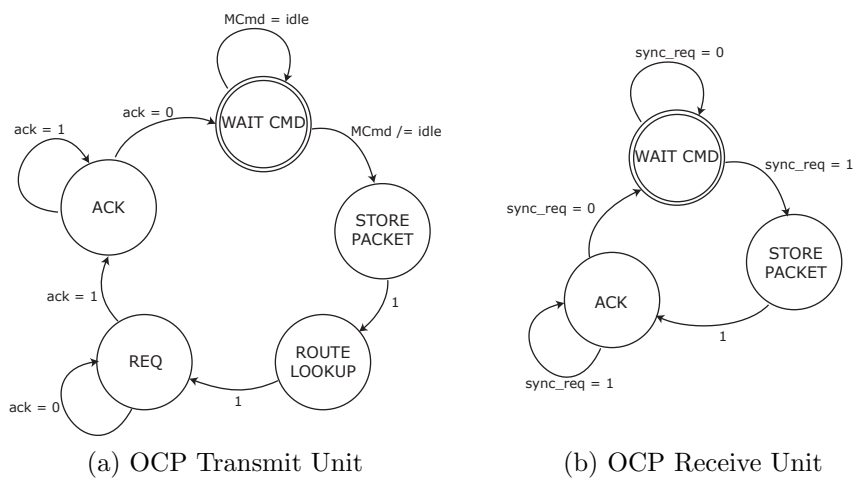 MCmd = idle
WAIT CMD
ack = 0
MCmd /= idle
ack = 1
ACK
STORE
PACKET
ack = 1
1
REQ
ROUTE
LOOKUP
1
ack = 0
(a) OCP Transmit Unit
sync_req = 0
WAIT CMD
sync_req = 1
sync_req = 0
STORE
PACKET
ACK
1
sync_req = 1
(b) OCP Receive Unit